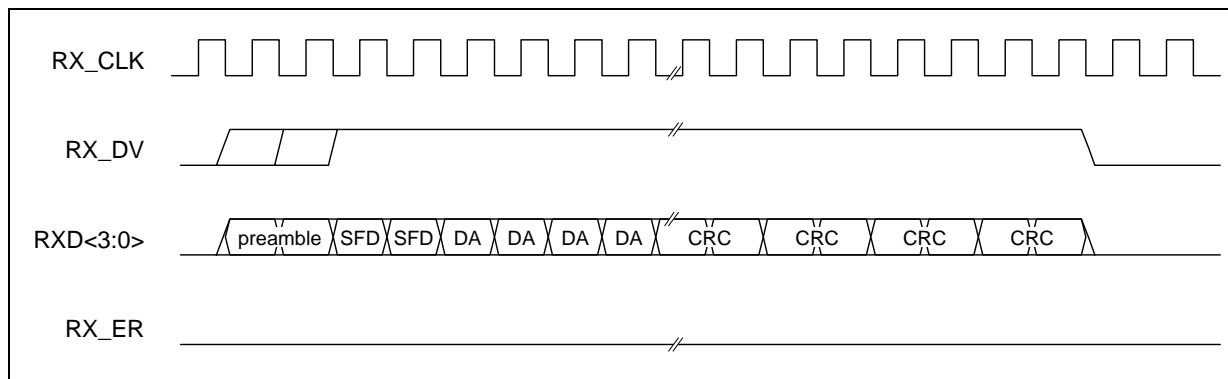 RX_CLK
RX_DV
RXD<3:0> preamble SFD SFD DA DA DA DA CRC CRC CRC CRC
RX_ER